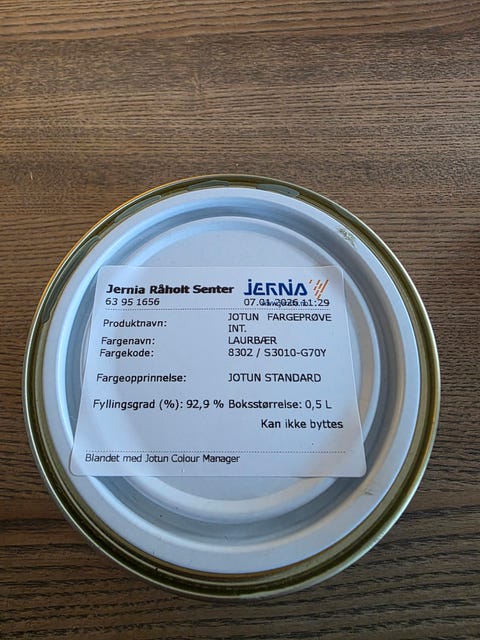 Jernia Råholt Senter JERNIA
63 95 1656 07.01.2026 11:29
Produktnavn: JOTUN FARGEPRØVE
INT.
Fargenavn: LAURBÆR
Fargekode: 8302 / S3010-G70Y
Fargeopprinnelse: JOTUN STANDARD
Fyllingsgrad (%): 92,9 % Boksstørrelse: 0,5 L
Kan ikke byttes
Blandet med Jotun Colour Manager